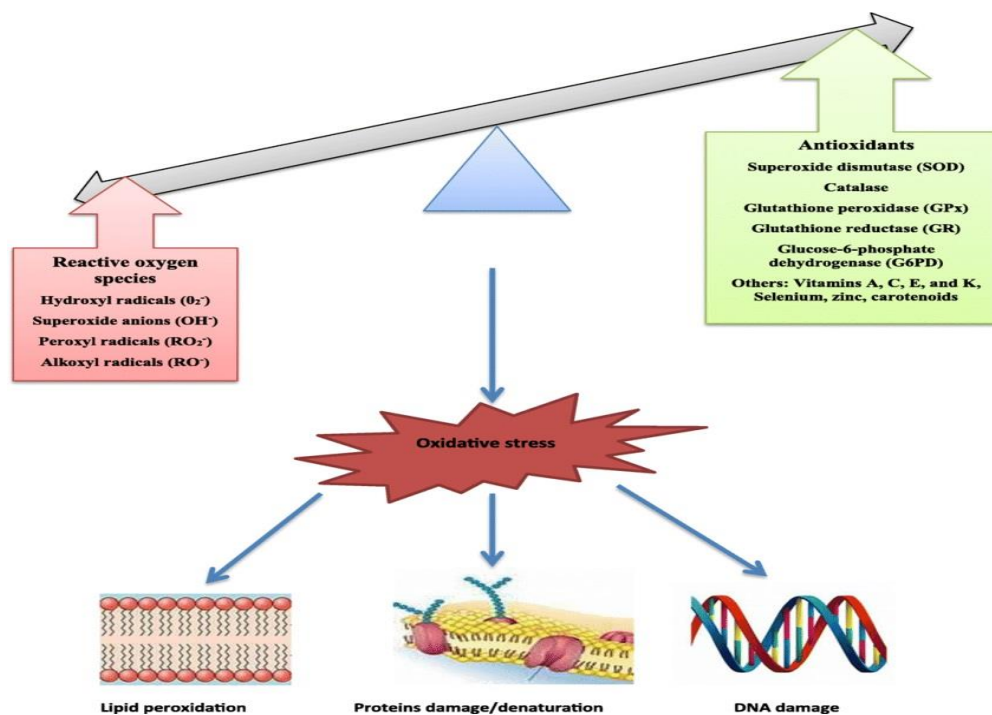 Antioxidants
Superoxide dismutase (SOD)
Catalase
Glutathione peroxidase (GPx)
Glutathione reductase (GR)
Glucose-6-phosphate
dehydrogenase (G6PD)
Others: Vitamins A, C, E, and K,
Selenium, zinc, carotenoids
Reactive oxygen
species
Hydroxyl radicals (0₂⁻)
Superoxide anions (OH⁻)
Peroxyl radicals (RO₂⁻)
Alkoxyl radicals (RO⁻)
Oxidative stress
Lipid peroxidation
Proteins damage/denaturation
DNA damage